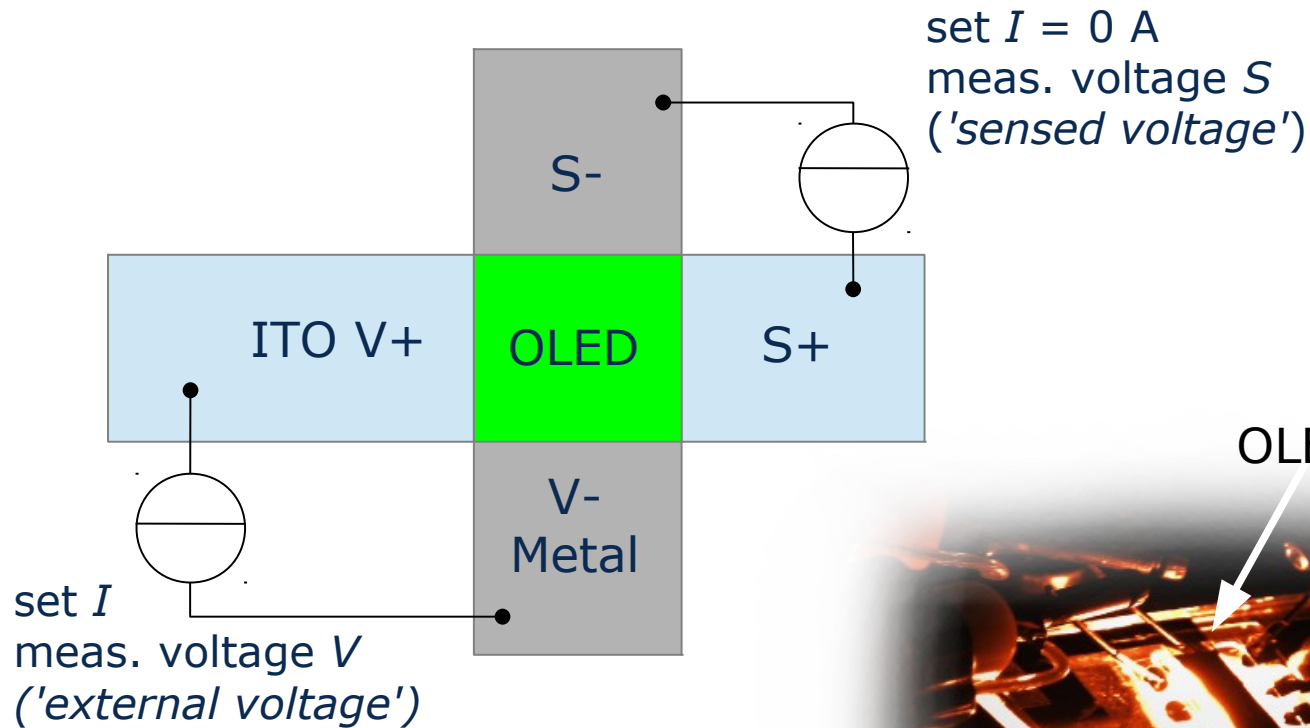 set I = 0 A
meas. voltage S
('sensed voltage')
S-
ITO V+
OLED
S+
V-
Metal
set I
meas. voltage V
('external voltage')